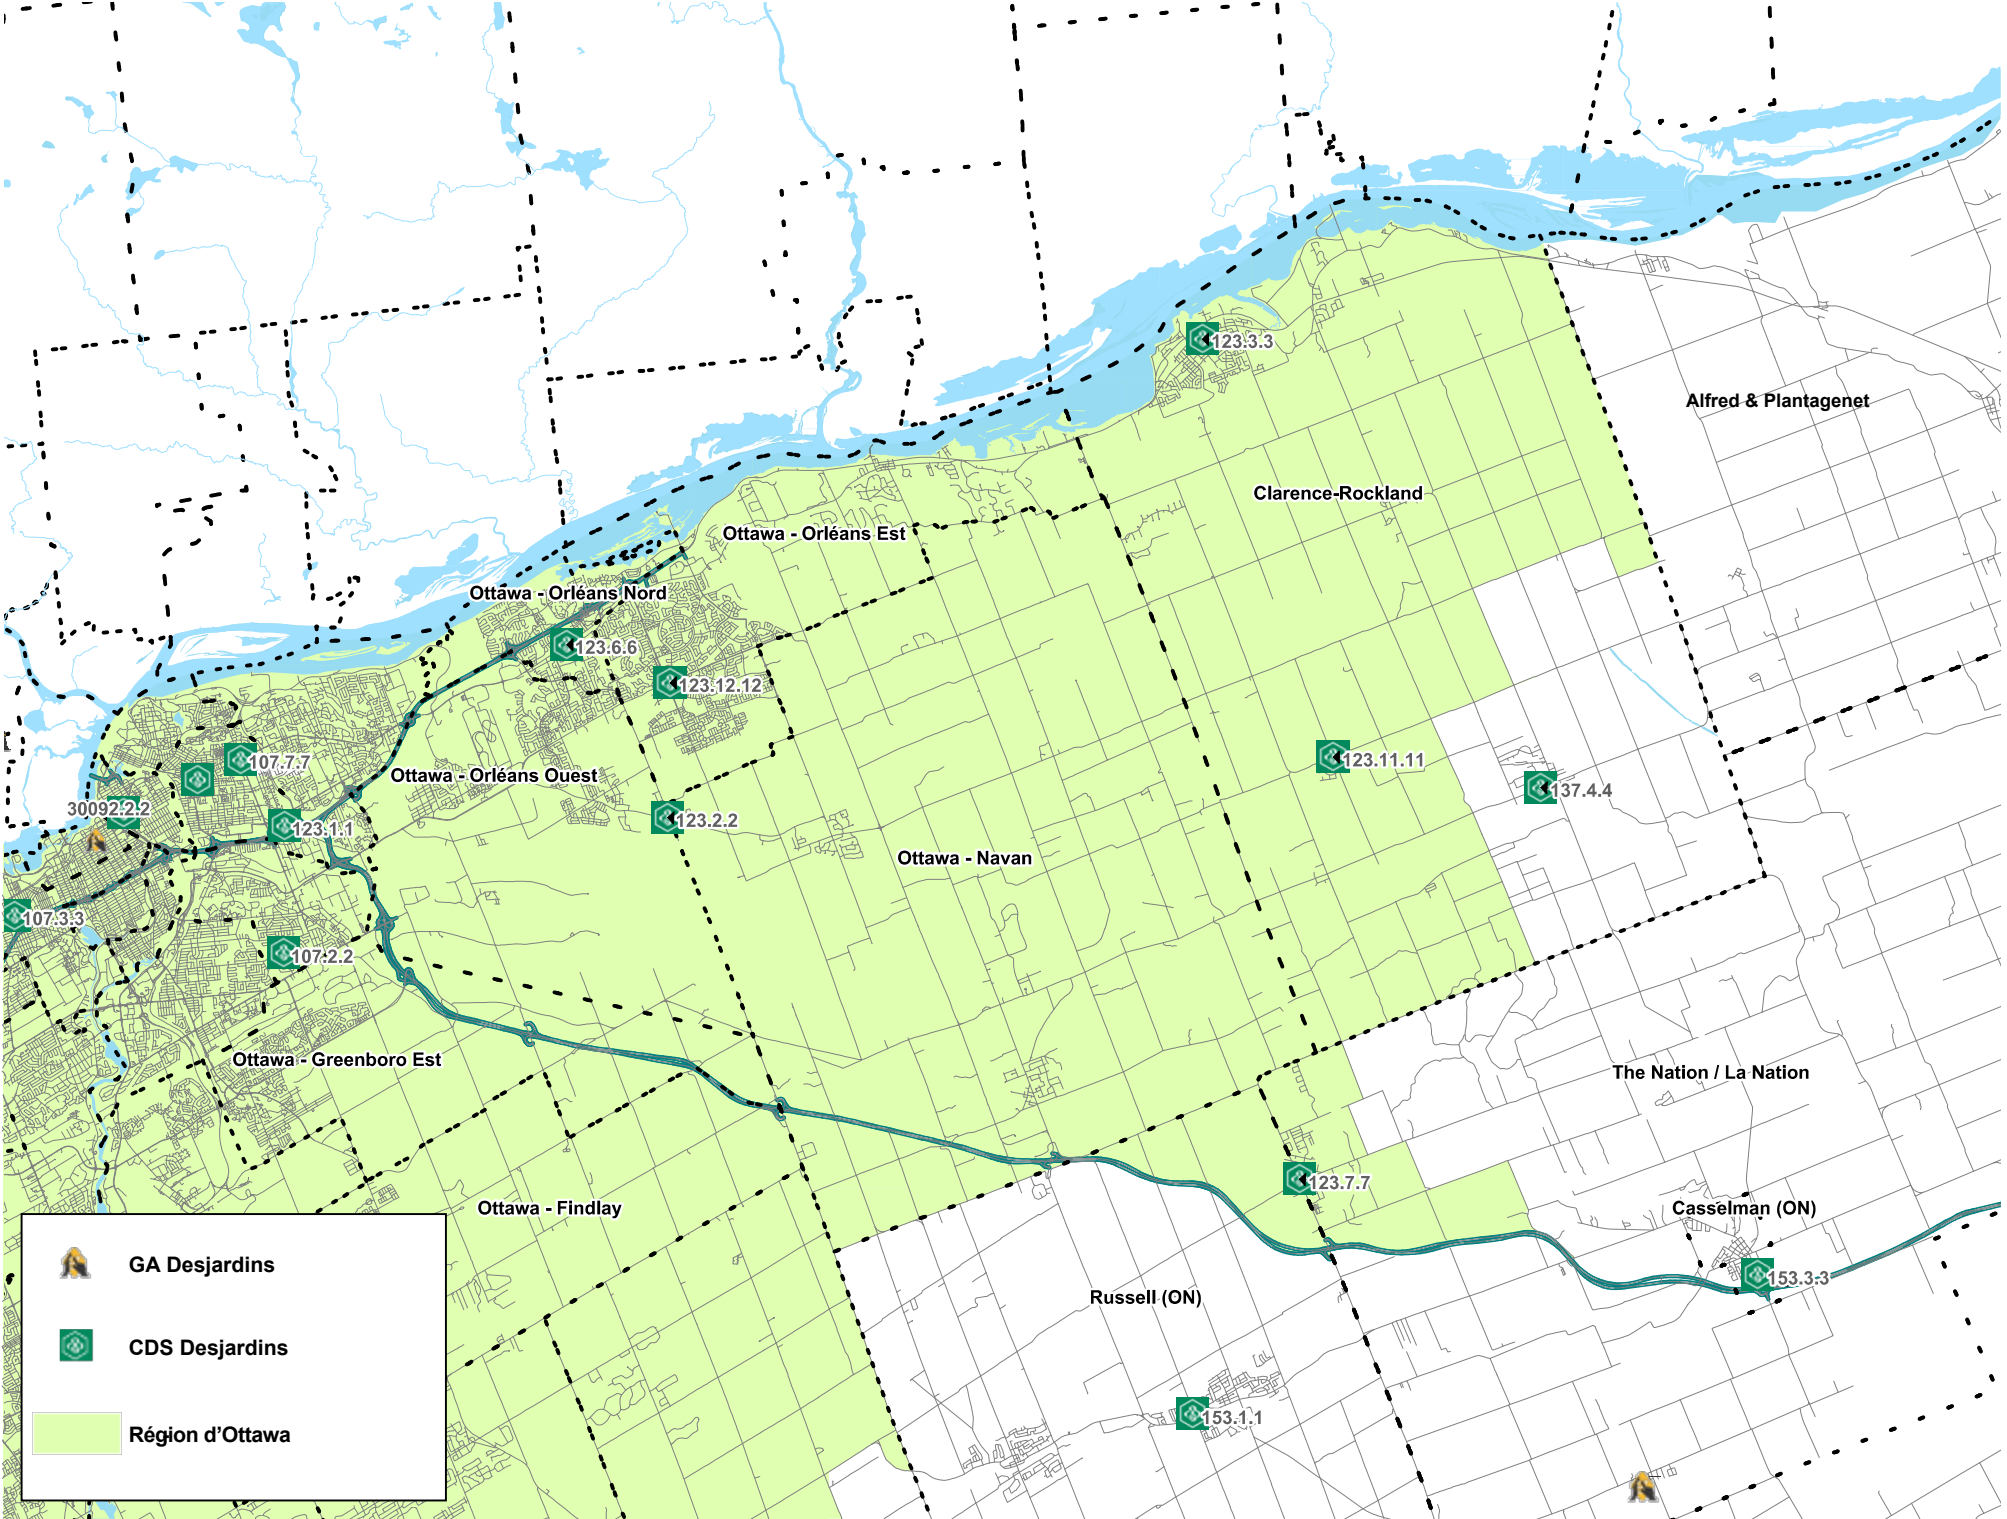 123.3.3
Alfred & Plantagenet
Clarence-Rockland
Ottawa - Orléans Est
Ottawa - Orléans Nord
123.6.6
123.12.12
107.7.7
Ottawa - Orléans Ouest
123.11.11
137.4.4
30092.2.2
123.1.1
123.2.2
Ottawa - Navan
107.3.3
107.2.2
Ottawa - Greenboro Est
The Nation / La Nation
123.7.7
Ottawa - Findlay
Casselman (ON)
153.3.3
Russell (ON)
153.1.1
GA Desjardins
CDS Desjardins
Région d'Ottawa